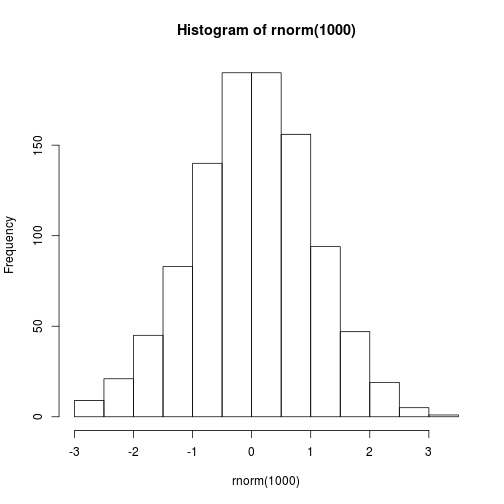 Histogram of rnorm(1000)
Frequency
150
100
50
0
-3 -2 -1 0 1 2 3
rnorm(1000)